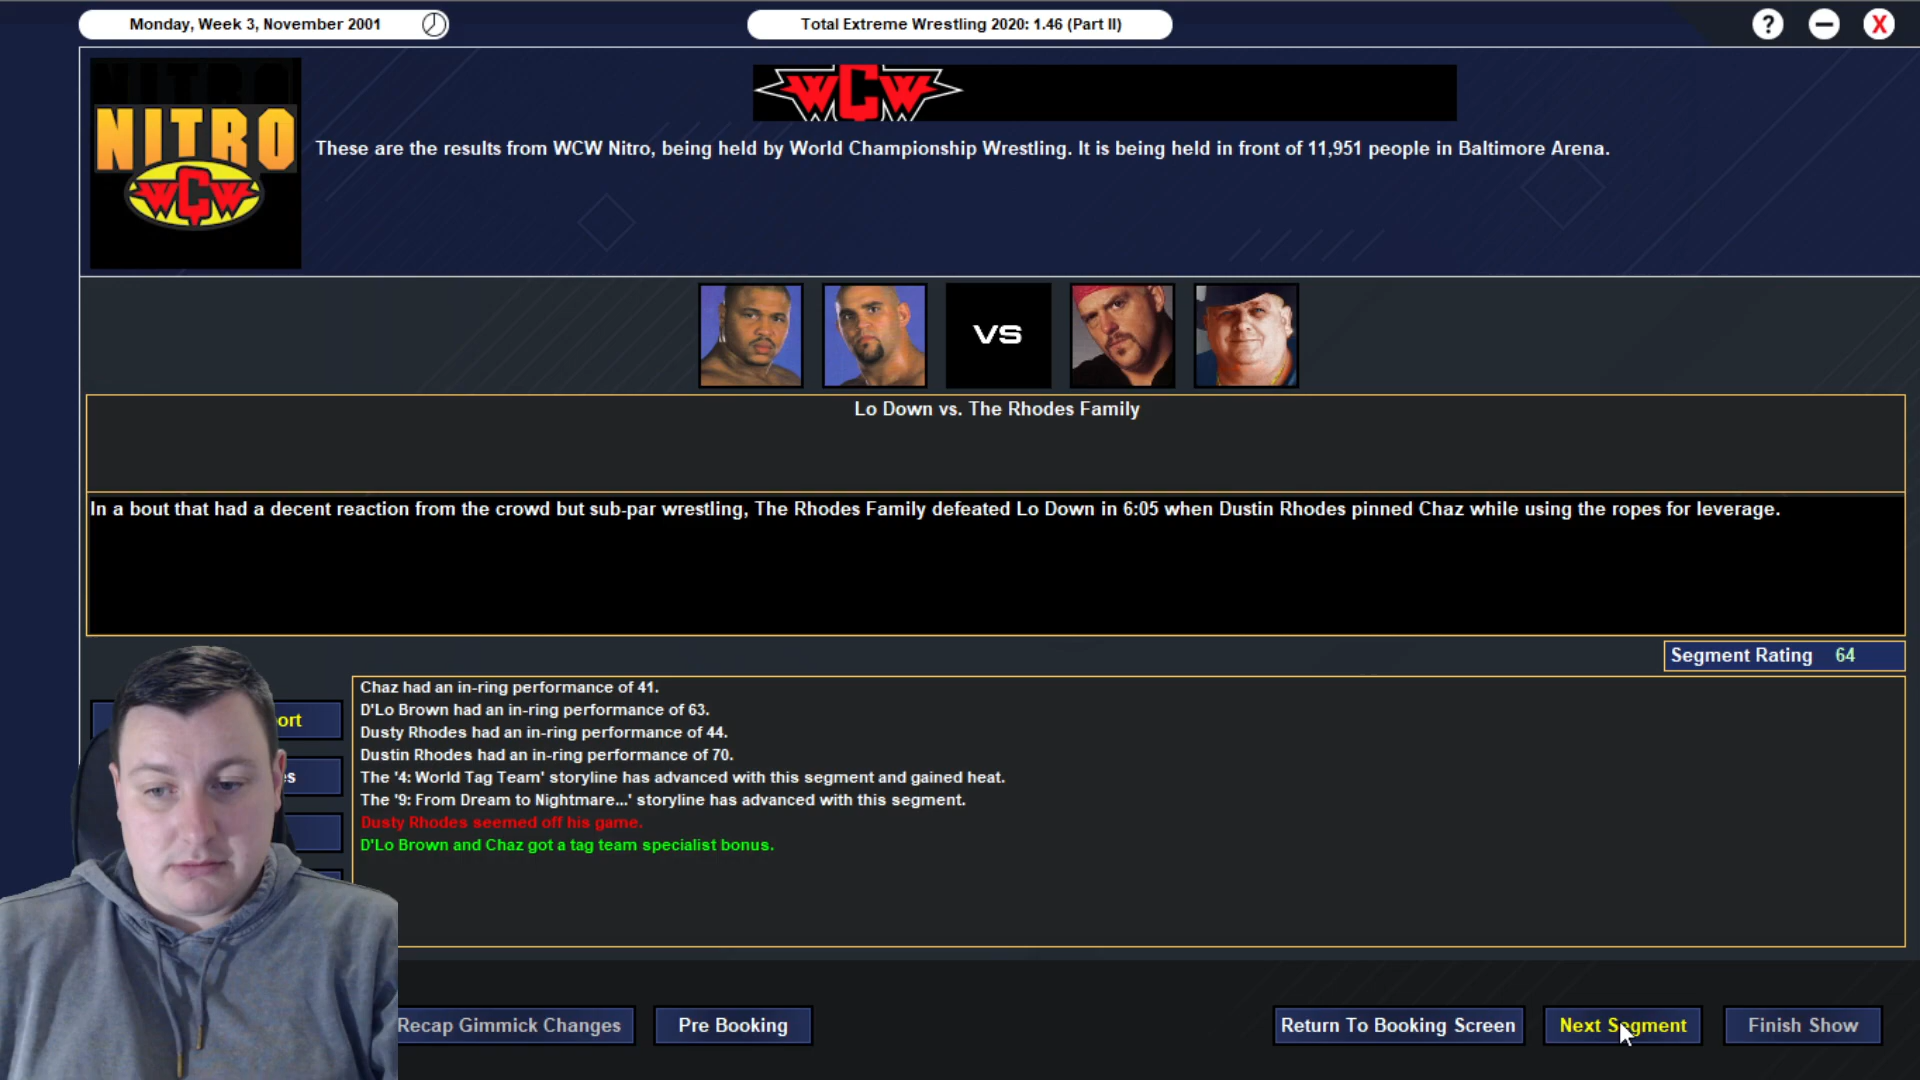 Monday, Week 3, November 2001
Total Extreme Wrestling 2020: 1.46 (Part II)
?
X
NITRO
WCW
WCW
These are the results from WCW Nitro, being held by World Championship Wrestling. It is being held in front of 11,951 people in Baltimore Arena.
VS
Lo Down vs. The Rhodes Family
In a bout that had a decent reaction from the crowd but sub-par wrestling, The Rhodes Family defeated Lo Down in 6:05 when Dustin Rhodes pinned Chaz while using the ropes for leverage.
Segment Rating 64
Chaz had an in-ring performance of 41.
D'Lo Brown had an in-ring performance of 63.
Dusty Rhodes had an in-ring performance of 44.
Dustin Rhodes had an in-ring performance of 70.
The '4: World Tag Team' storyline has advanced with this segment and gained heat.
The '9: From Dream to Nightmare...' storyline has advanced with this segment.
Dusty Rhodes seemed off his game.
D'Lo Brown and Chaz got a tag team specialist bonus.
Recap Gimmick Changes
Pre Booking
Return To Booking Screen
Next Segment
Finish Show